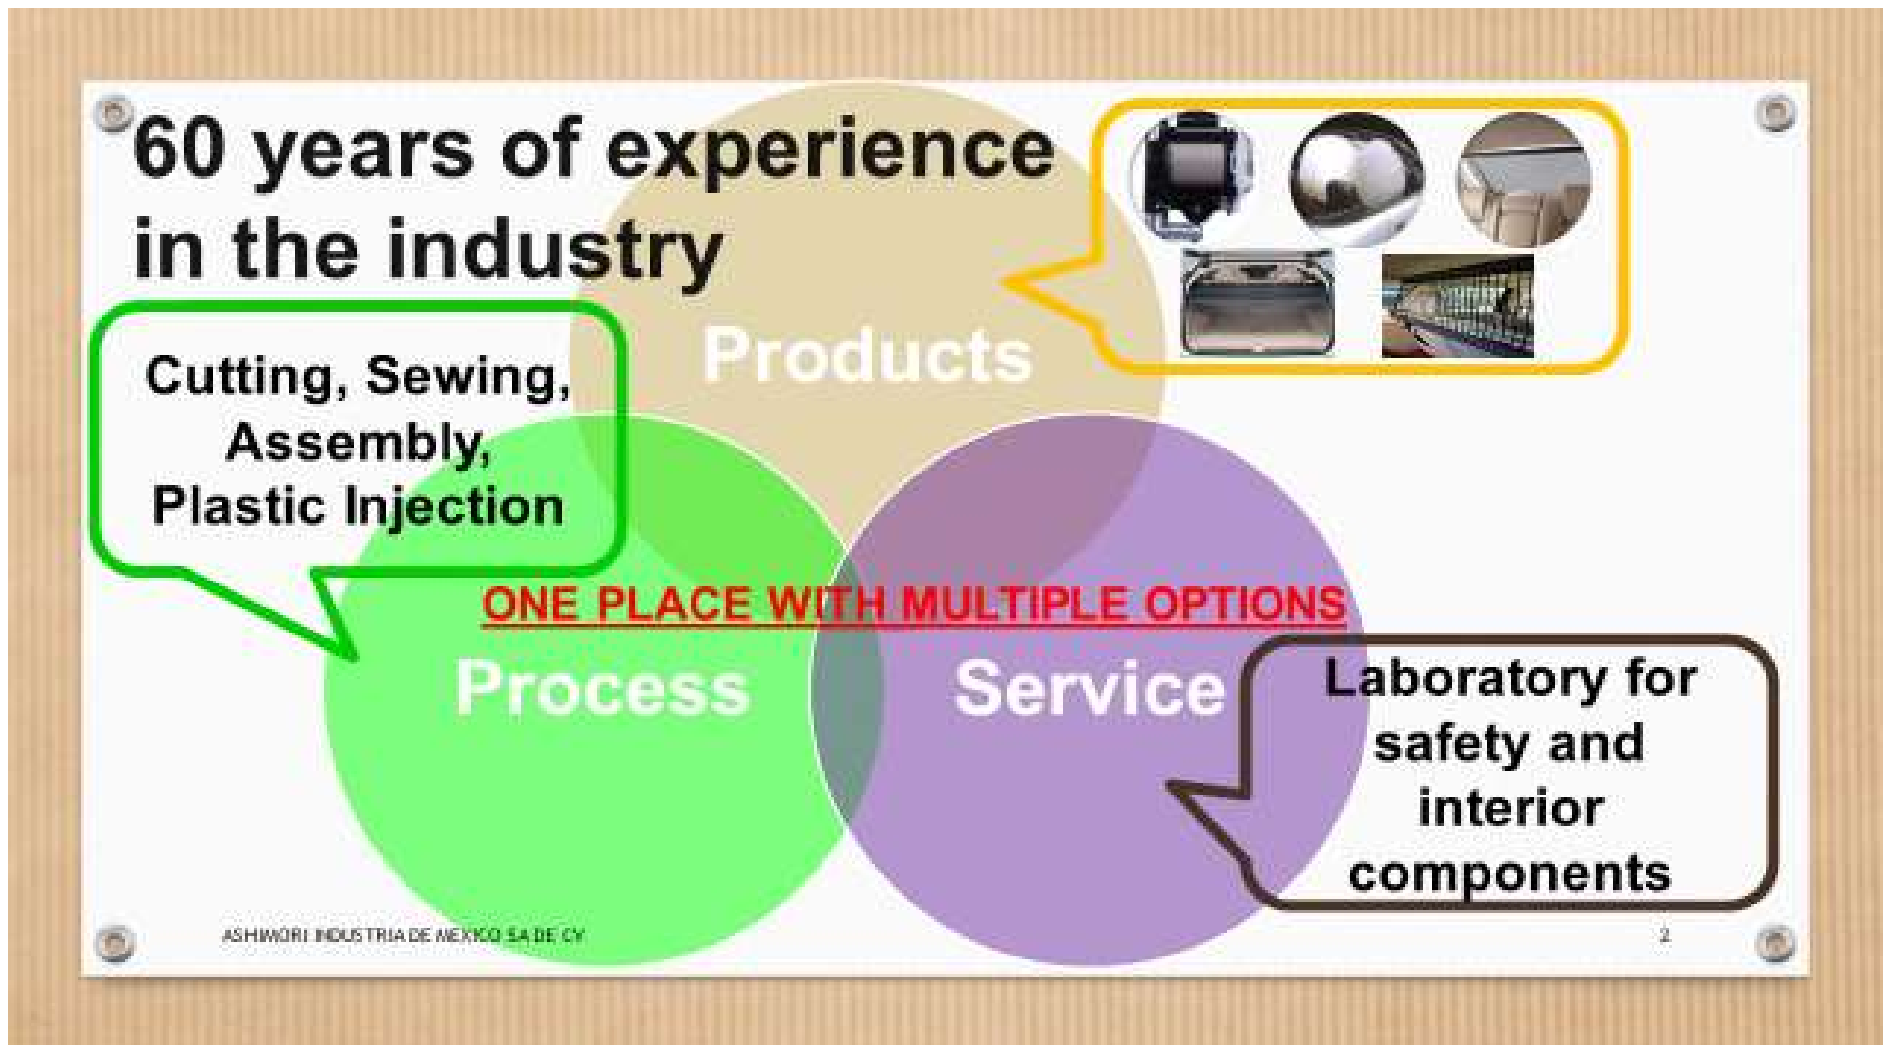 60 years of experience
in the industry
Products
Cutting, Sewing,
Assembly,
Plastic Injection
ONE PLACE WITH MULTIPLE OPTIONS
Process
Service
Laboratory for
safety and
interior
components
ASHIMORI INDUSTRIA DE MEXICO SA DE CV
2